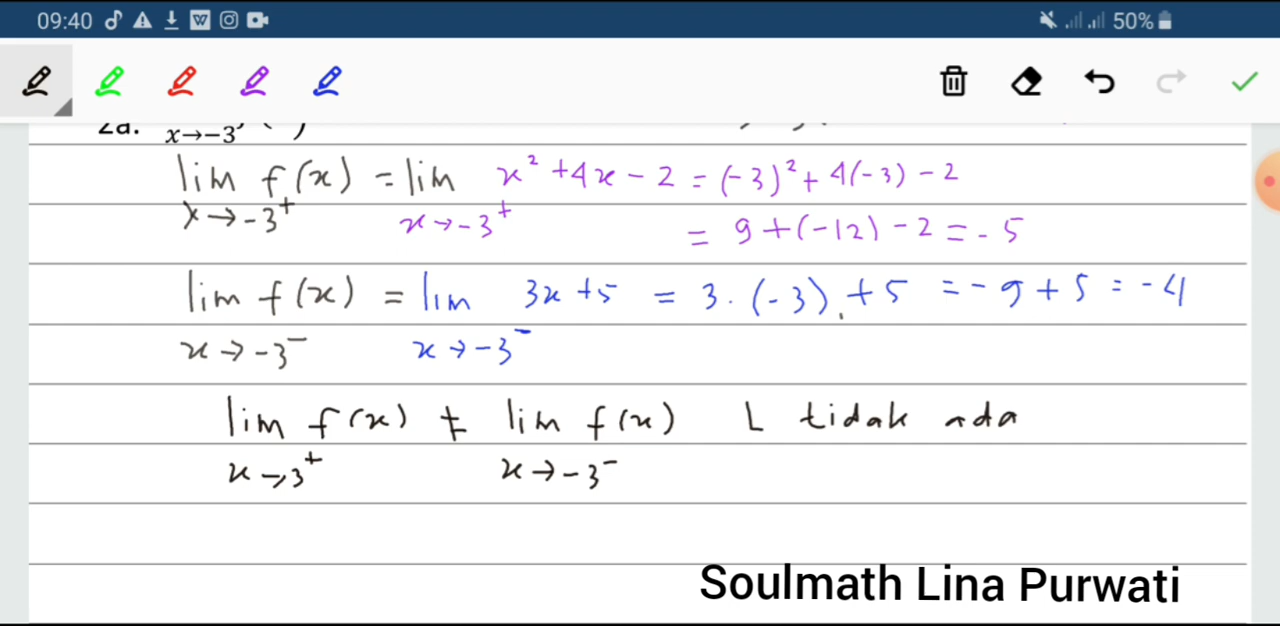 09:40 50%
2a. x→-3
lim f(x) = lim x² + 4x - 2 = (-3)² + 4(-3) - 2
x→-3⁺ x→-3⁺
= 9 + (-12) - 2 = -5
lim f(x) = lim 3x + 5 = 3 . (-3) + 5 = -9 + 5 = -4
x→-3⁻ x→-3⁻
lim f(x) ≠ lim f(x) L tidak ada
x→3⁺ x→-3⁻
Soulmath Lina Purwati